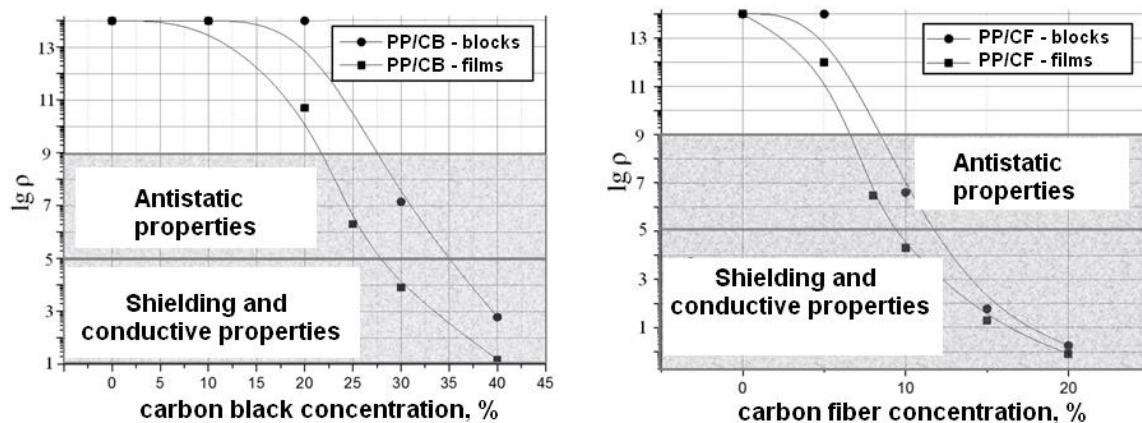 13
11
9
7
5
3
1
lg ρ
PP/CB - blocks
PP/CB - films
Antistatic
properties
Shielding and
conductive properties
0 5 10 15 20 25 30 35 40 45
carbon black concentration, %
13
11
9
7
5
3
1
lg ρ
PP/CF - blocks
PP/CF - films
Antistatic
properties
Shielding and
conductive properties
0 10 20
carbon fiber concentration, %